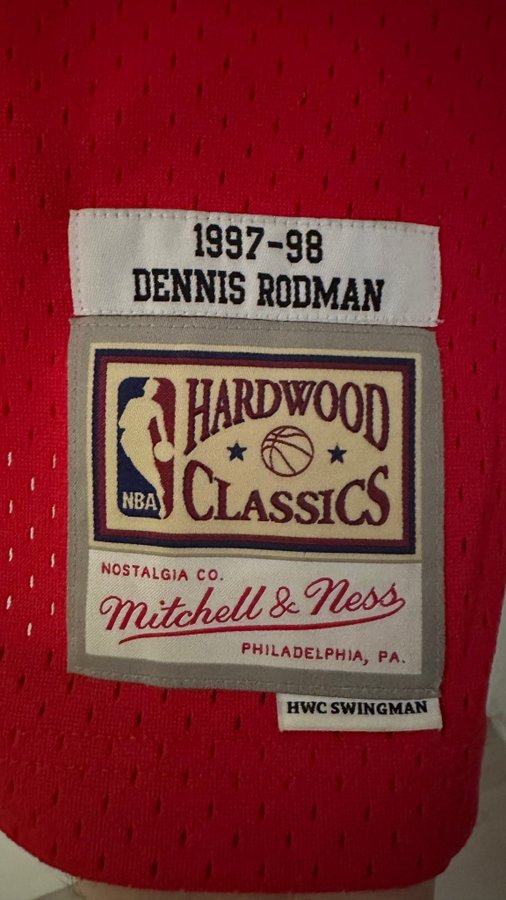 1997-98
DENNIS RODMAN
HARDWOOD
CLASSICS
NBA
NOSTALGIA CO.
Mitchell & Ness
PHILADELPHIA, PA.
HWC SWINGMAN